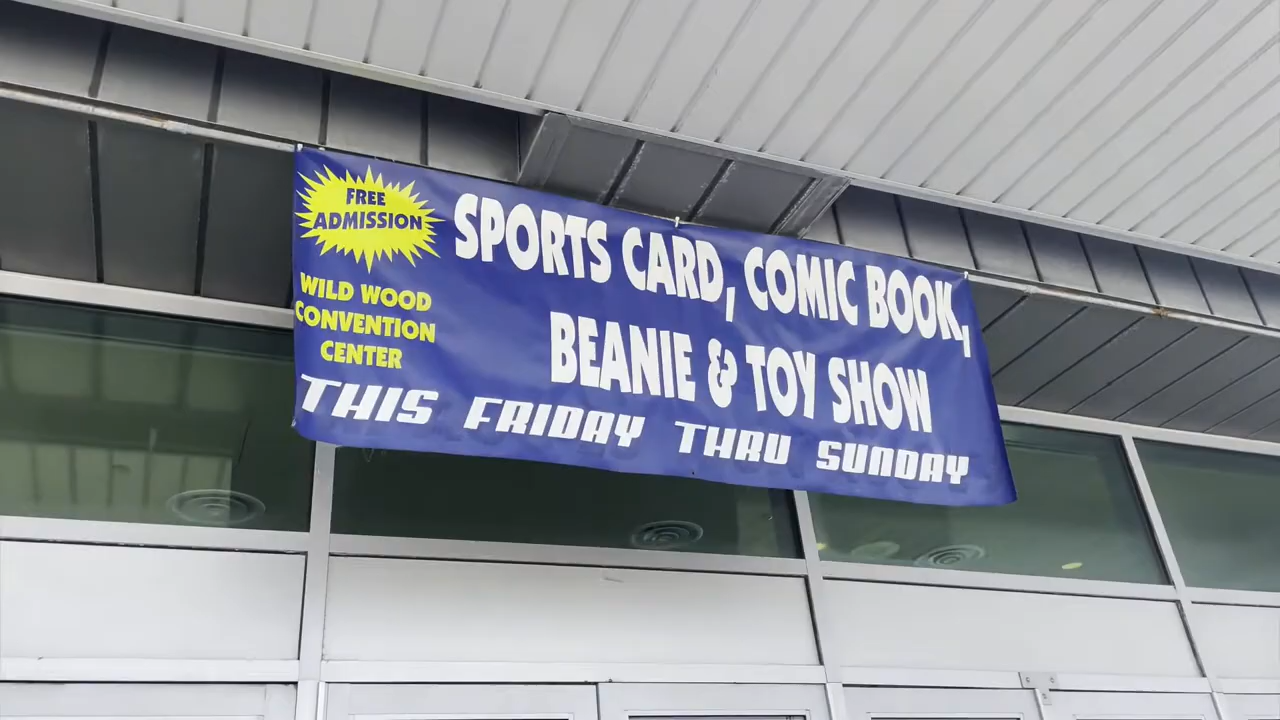 FREE
ADMISSION
WILD WOOD
CONVENTION
CENTER
SPORTS CARD, COMIC BOOK,
BEANIE & TOY SHOW
THIS FRIDAY THRU SUNDAY